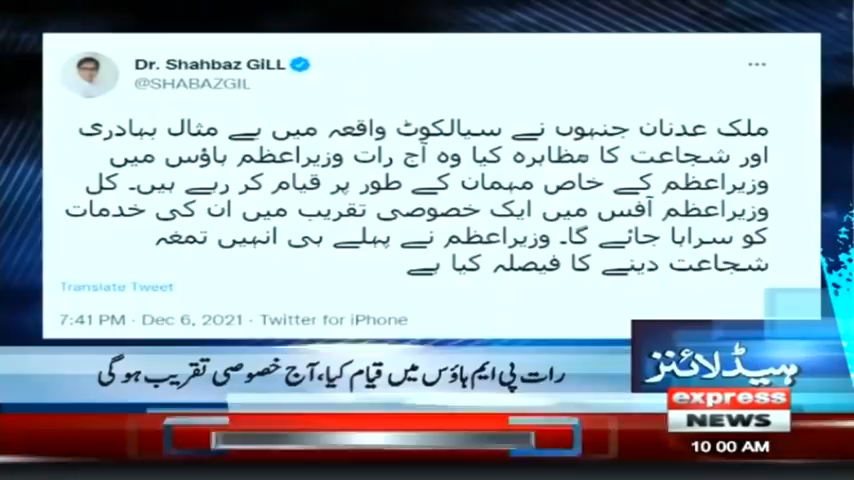 Dr. Shahbaz GiLL
@SHABAZGIL
ملک عدنان جنہوں نے سیالکوٹ واقعہ میں بے مثال بہادری
اور شجاعت کا مظاہرہ کیا وہ آج رات وزیراعظم ہاؤس میں
وزیراعظم کے خاص مہمان کے طور پر قیام کر رہے ہیں۔ کل
وزیراعظم آفس میں ایک خصوصی تقریب میں ان کی خدمات
کو سراہا جائے گا۔ وزیراعظم نے پہلے ہی انہیں تمغہ
شجاعت دینے کا فیصلہ کیا ہے
Translate Tweet
7:41 PM · Dec 6, 2021 · Twitter for iPhone
ہیڈلائنز
رات پی ایم ہاؤس میں قیام کیا، آج خصوصی تقریب ہوگی
express
NEWS
10:00 AM